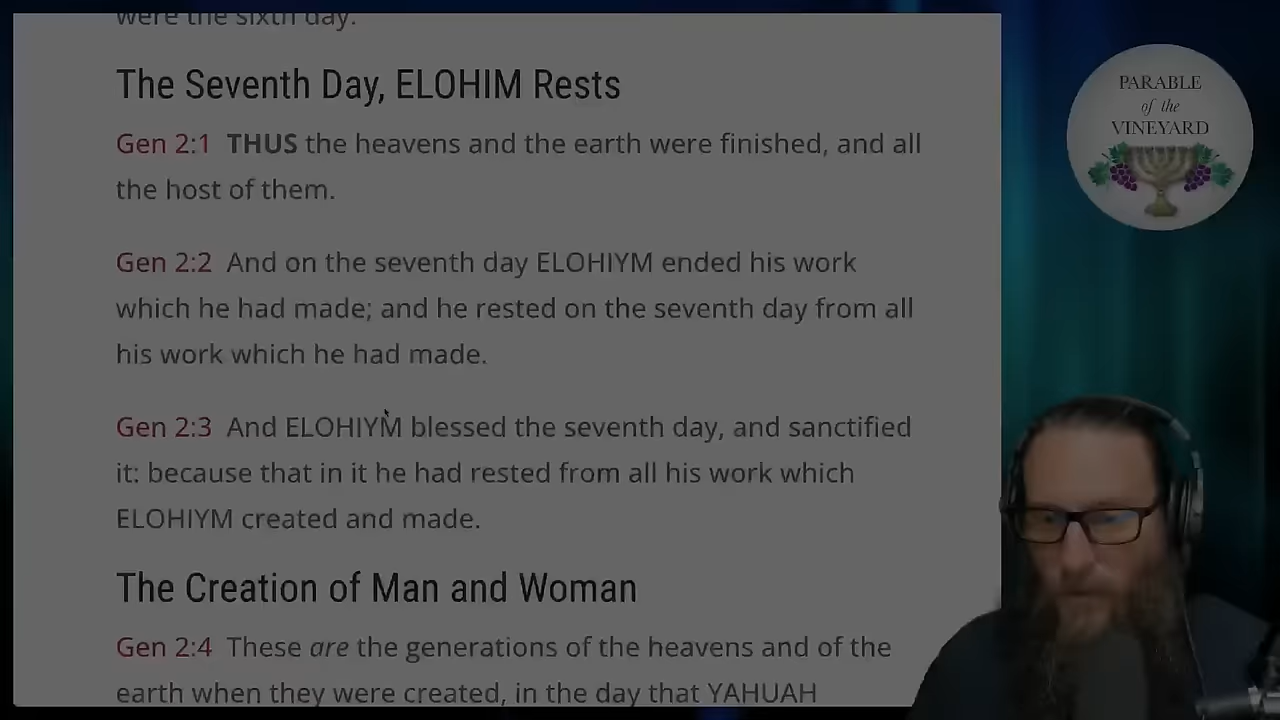 were the sixth day.
The Seventh Day, ELOHIM Rests
Gen 2:1 THUS the heavens and the earth were finished, and all
the host of them.
Gen 2:2 And on the seventh day ELOHIYM ended his work
which he had made; and he rested on the seventh day from all
his work which he had made.
Gen 2:3 And ELOHIYM blessed the seventh day, and sanctified
it: because that in it he had rested from all his work which
ELOHIYM created and made.
The Creation of Man and Woman
Gen 2:4 These are the generations of the heavens and of the
earth when they were created, in the day that YAHUAH
PARABLE
of the
VINEYARD